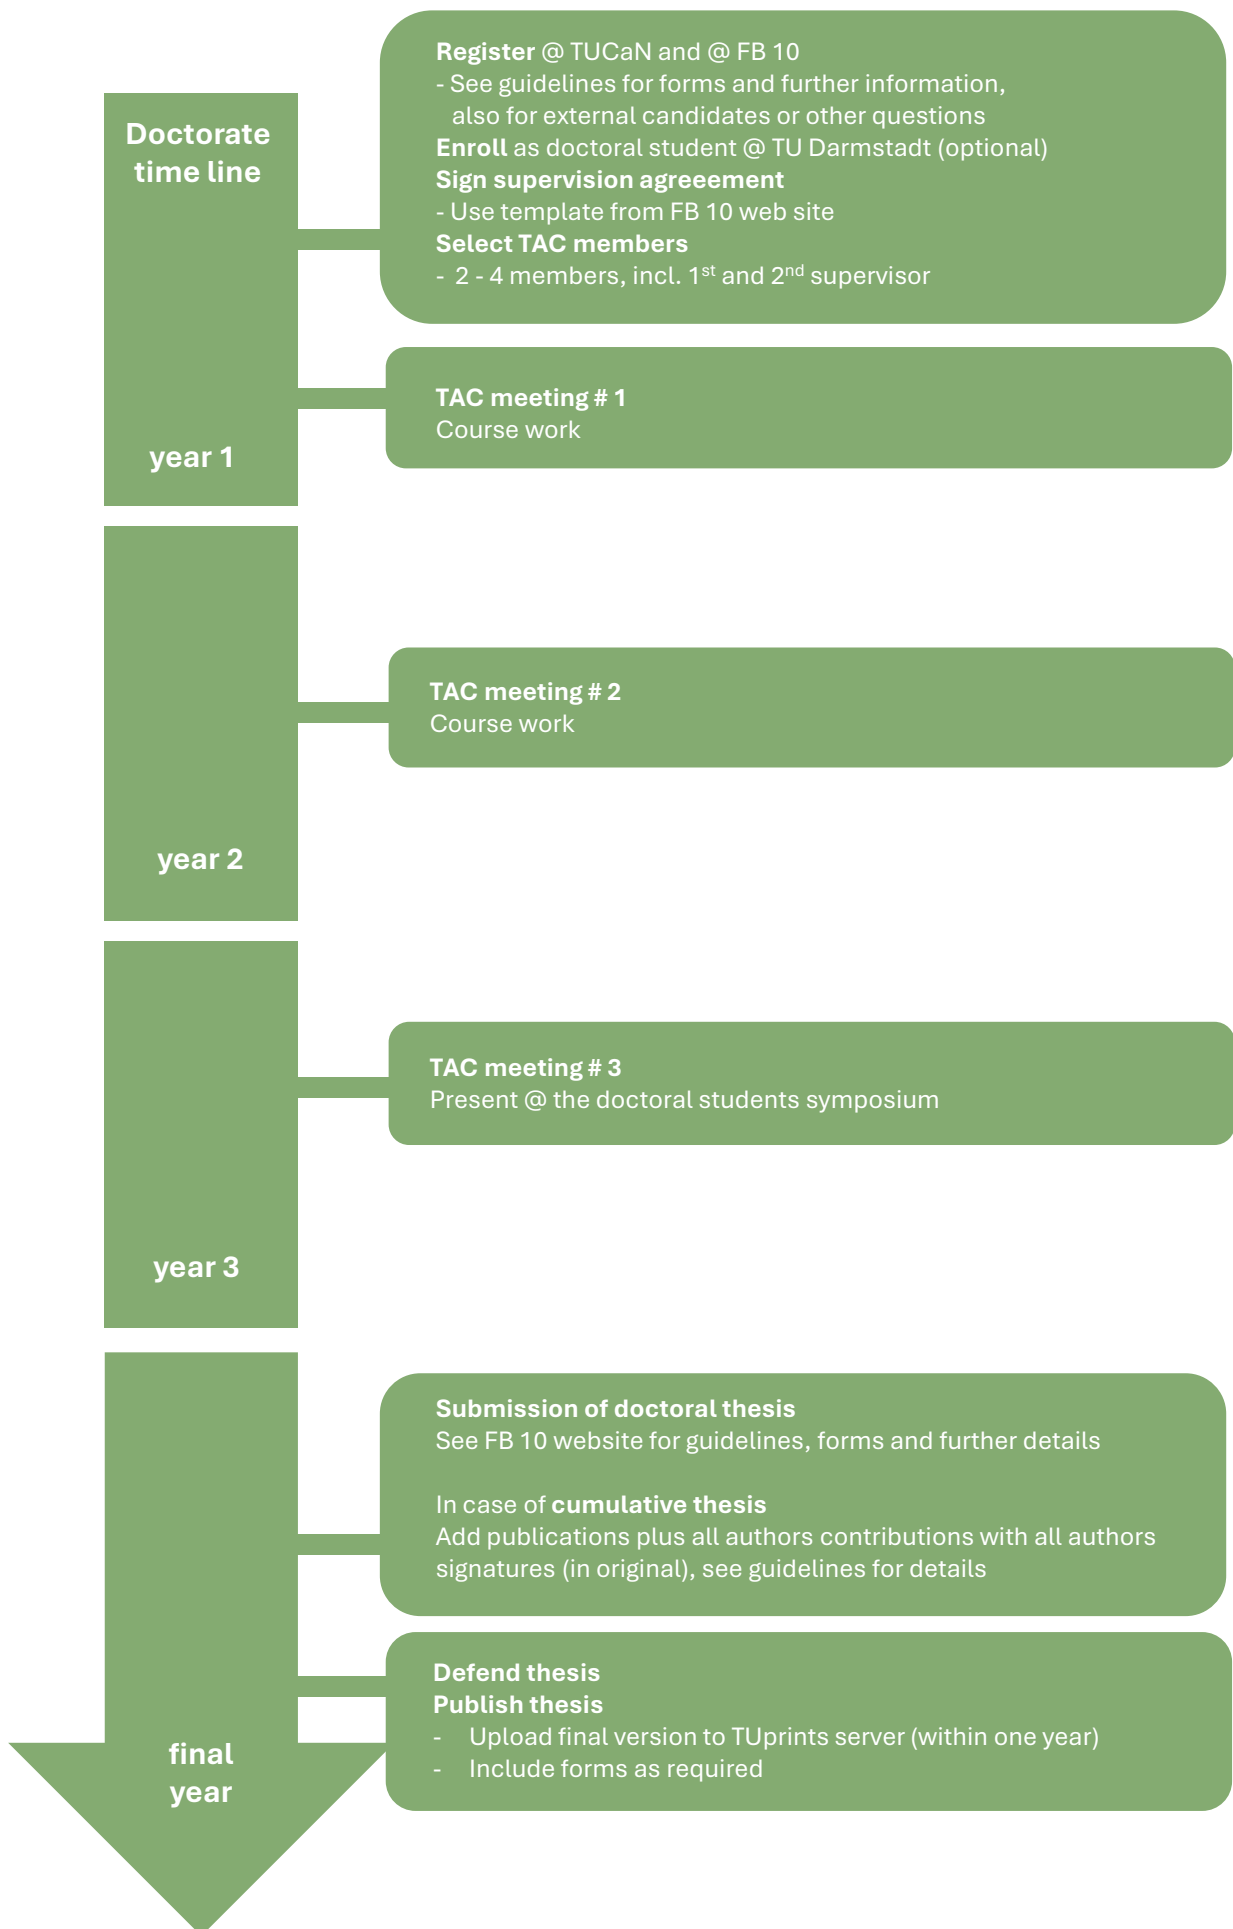 Doctorate
time line
Register @ TUCaN and @ FB 10
- See guidelines for forms and further information,
also for external candidates or other questions
Enroll as doctoral student @ TU Darmstadt (optional)
Sign supervision agreeement
- Use template from FB 10 web site
Select TAC members
- 2 - 4 members, incl. 1st and 2nd supervisor
TAC meeting # 1
Course work
year 1
TAC meeting # 2
Course work
year 2
TAC meeting # 3
Present @ the doctoral students symposium
year 3
Submission of doctoral thesis
See FB 10 website for guidelines, forms and further details
In case of cumulative thesis
Add publications plus all authors contributions with all authors
signatures (in original), see guidelines for details
Defend thesis
Publish thesis
- Upload final version to TUprints server (within one year)
- Include forms as required
final
year